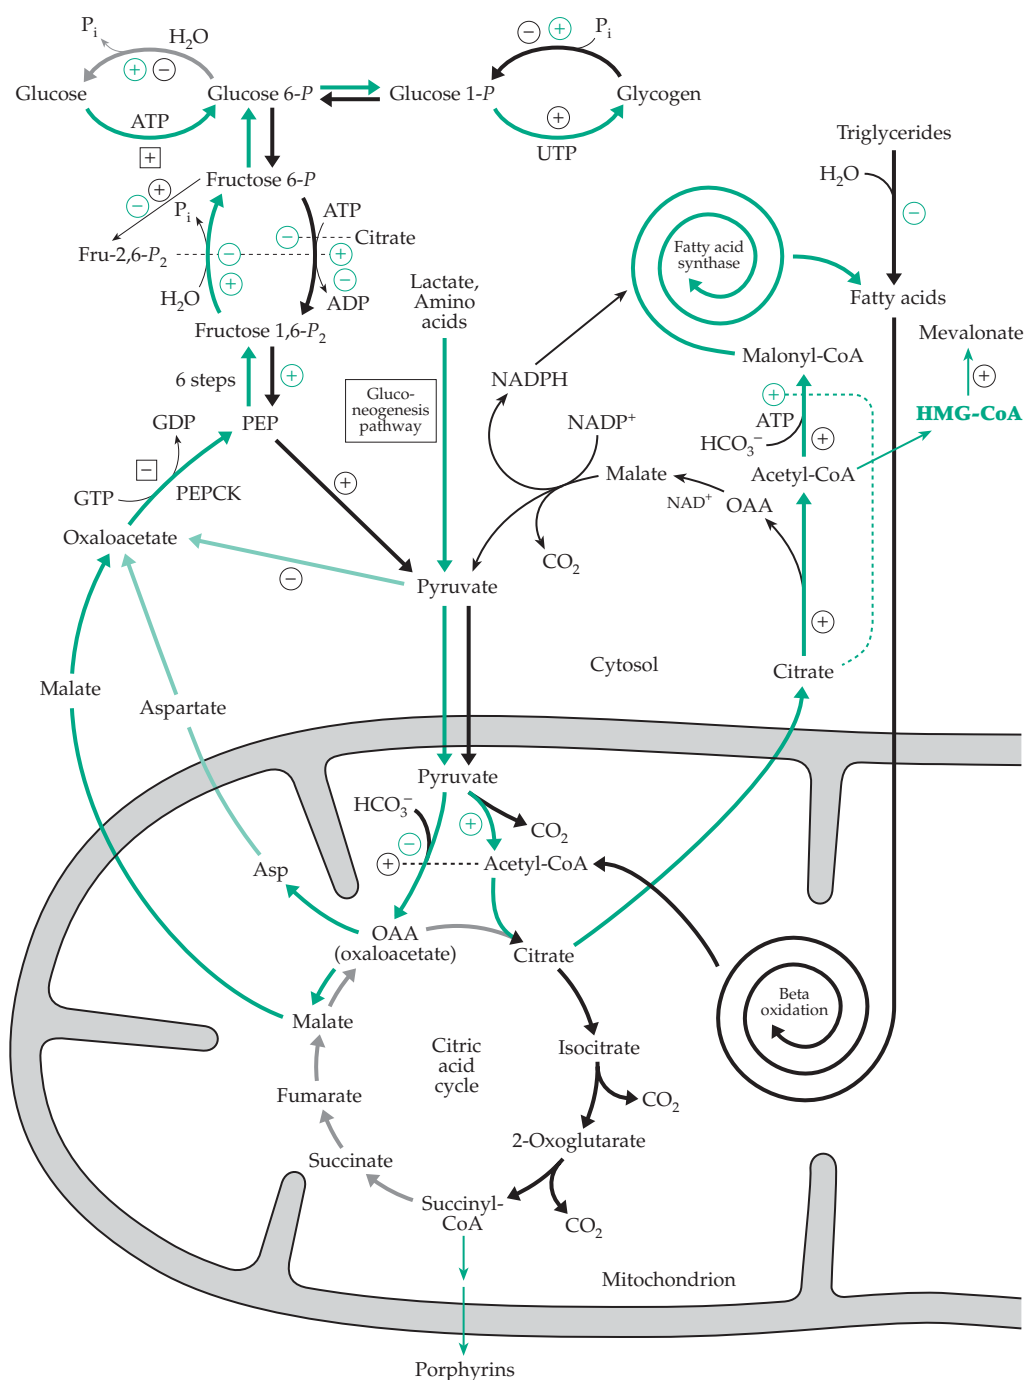 Pi
H2O
⊖ ⊕ Pi
⊕ ⊖
Glucose
Glucose 6-P
Glucose 1-P
Glycogen
ATP
⊕
UTP
+
Triglycerides
H2O
⊖
Fructose 6-P
⊕
⊖
Pi
ATP
⊖
Citrate
Fru-2,6-P2
⊖
⊕
⊕
⊖
H2O
ADP
Fatty acid
synthase
Fatty acids
Lactate,
Amino
acids
Fructose 1,6-P2
Mevalonate
⊕
HMG-CoA
Malonyl-CoA
6 steps
⊕
Gluco-
neogenesis
pathway
NADPH
NADP+
⊕
ATP
HCO3−
⊕
GDP
PEP
−
GTP
PEPCK
⊕
Malate
NAD+
OAA
Acetyl-CoA
Oxaloacetate
CO2
⊖
Pyruvate
⊕
Cytosol
Citrate
Malate
Aspartate
Pyruvate
HCO3−
⊖
⊕
CO2
⊕
Acetyl-CoA
Asp
OAA
(oxaloacetate)
Citrate
Beta
oxidation
Malate
Citric
acid
cycle
Isocitrate
CO2
Fumarate
2-Oxoglutarate
Succinate
Succinyl-
CoA
CO2
Mitochondrion
Porphyrins